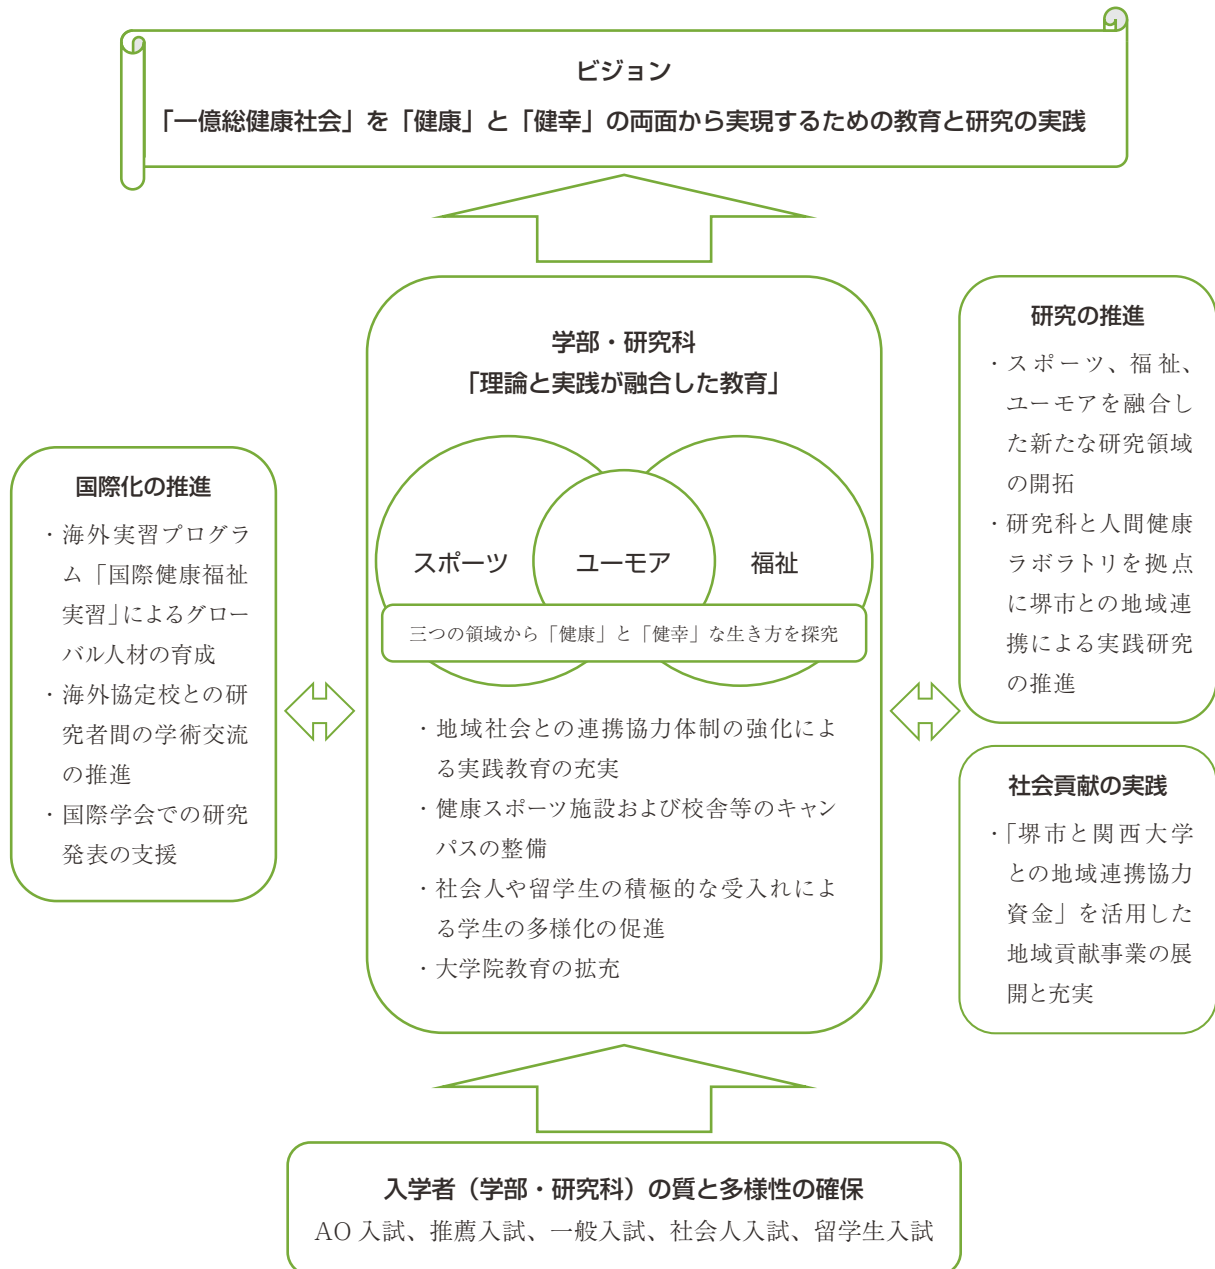 ビジョン
「一億総健康社会」を「健康」と「健幸」の両面から実現するための教育と研究の実践
学部・研究科
「理論と実践が融合した教育」
スポーツ
ユーモア
福祉
三つの領域から「健康」と「健幸」な生き方を探究
・地域社会との連携協力体制の強化によ
る実践教育の充実
・健康スポーツ施設および校舎等のキャン
パスの整備
・社会人や留学生の積極的な受入れによ
る学生の多様化の促進
・大学院教育の拡充
国際化の推進
・海外実習プログラ
ム「国際健康福祉
実習」によるグロー
バル人材の育成
・海外協定校との研
究者間の学術交流
の推進
・国際学会での研究
発表の支援
研究の推進
・スポーツ、福祉、
ユーモアを融合し
た新たな研究領域
の開拓
・研究科と人間健康
ラボラトリを拠点
に堺市との地域連
携による実践研究
の推進
社会貢献の実践
・「堺市と関西大学
との地域連携協力
資金」を活用した
地域貢献事業の展
開と充実
入学者（学部・研究科）の質と多様性の確保
AO 入試、推薦入試、一般入試、社会人入試、留学生入試